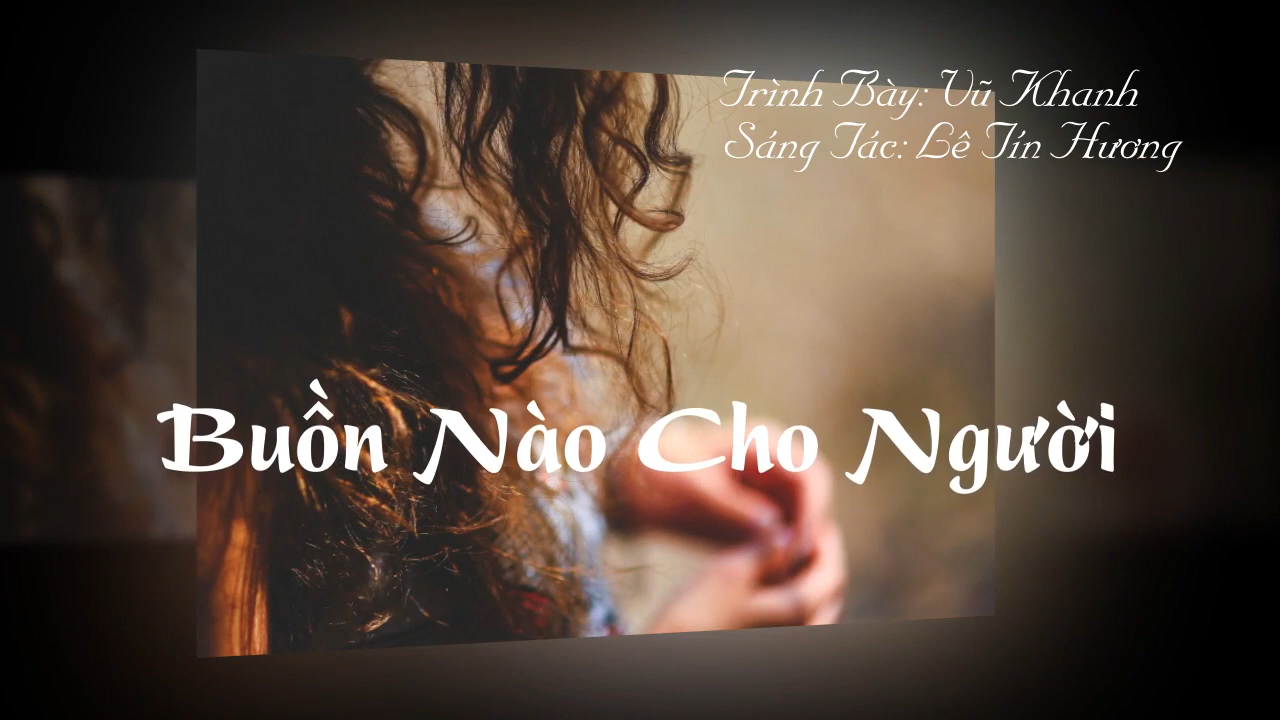 Trình Bày: Vũ Khanh
Sáng Tác: Lê Tín Hương
Buồn Nào Cho Người